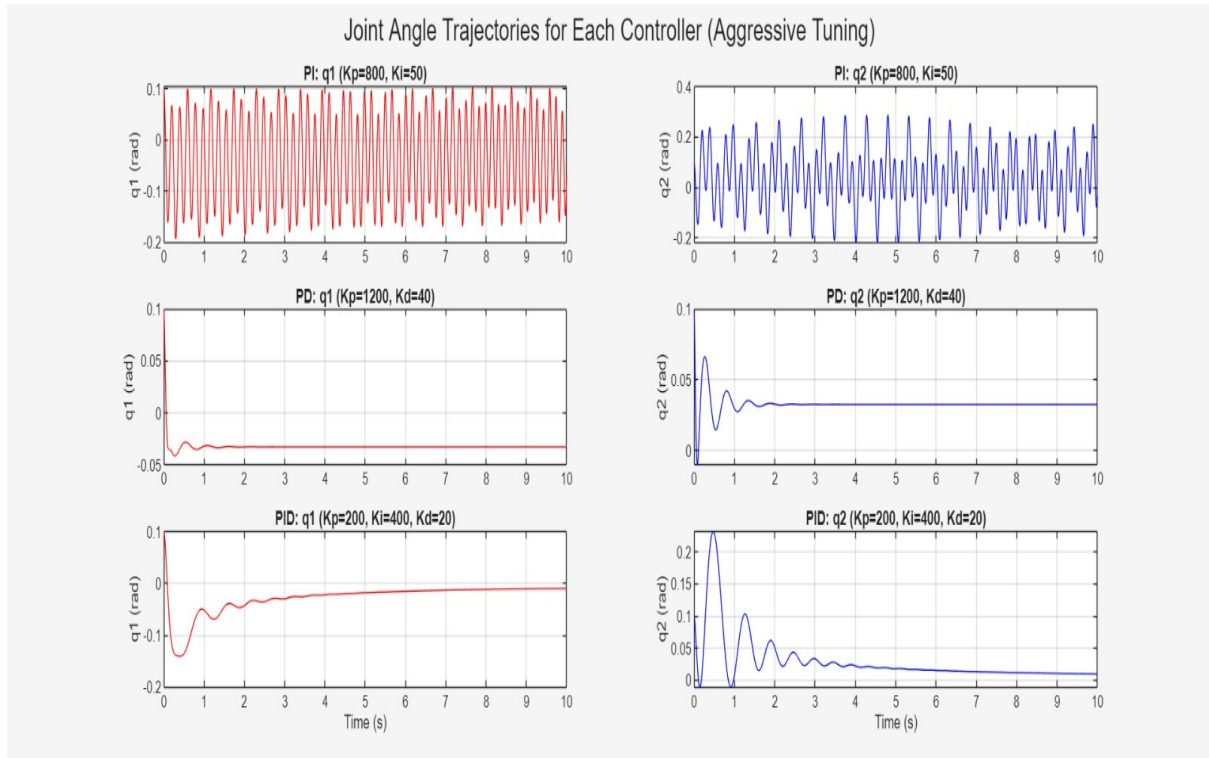 Joint Angle Trajectories for Each Controller (Aggressive Tuning)
PI: q1 (Kp=800, Ki=50)
0.1
0
-0.1
-0.2
q1 (rad)
0 1 2 3 4 5 6 7 8 9 10
PI: q2 (Kp=800, Ki=50)
0.4
0.2
0
-0.2
q2 (rad)
0 1 2 3 4 5 6 7 8 9 10
PD: q1 (Kp=1200, Kd=40)
0.1
0.05
0
-0.05
q1 (rad)
0 1 2 3 4 5 6 7 8 9 10
PD: q2 (Kp=1200, Kd=40)
0.1
0.05
0
q2 (rad)
0 1 2 3 4 5 6 7 8 9 10
PID: q1 (Kp=200, Ki=400, Kd=20)
0.1
0
-0.1
-0.2
q1 (rad)
0 1 2 3 4 5 6 7 8 9 10
Time (s)
PID: q2 (Kp=200, Ki=400, Kd=20)
0.2
0.15
0.1
0.05
0
q2 (rad)
0 1 2 3 4 5 6 7 8 9 10
Time (s)